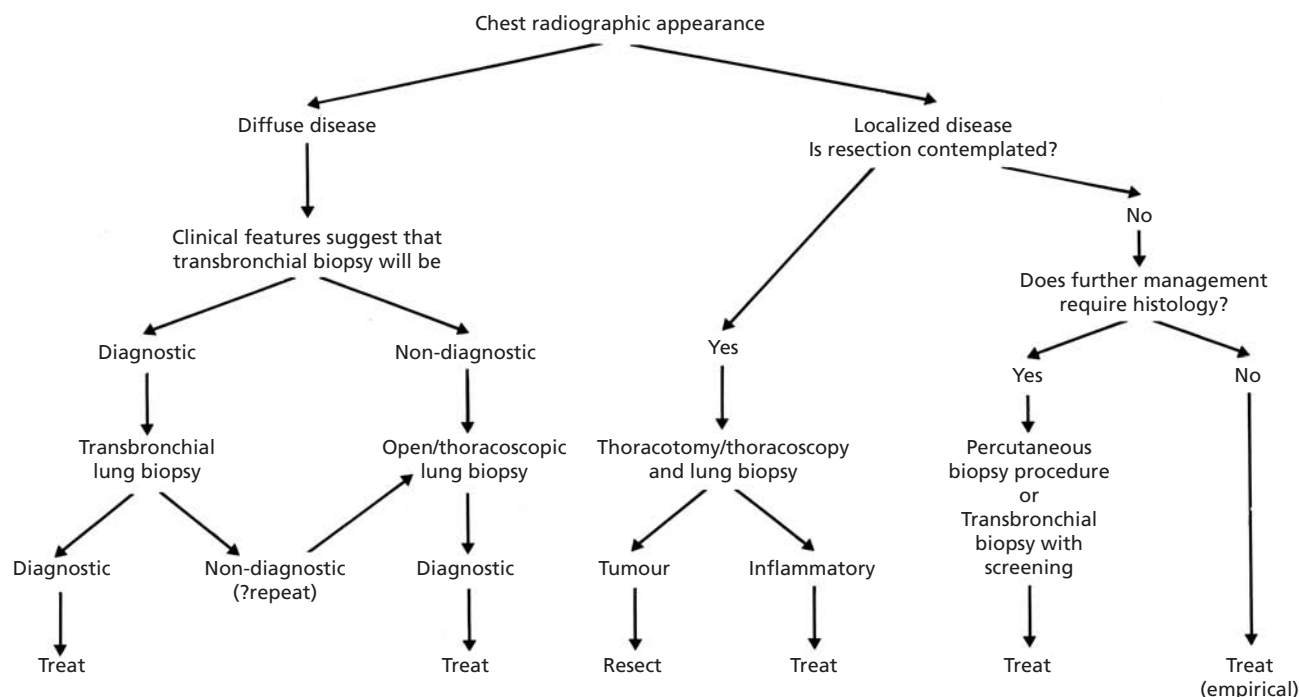 Chest radiographic appearance
Diffuse disease
Localized disease
Is resection contemplated?
No
Clinical features suggest that
transbronchial biopsy will be
Does further management
require histology?
Diagnostic
Non-diagnostic
Yes
Yes
No
Transbronchial
lung biopsy
Open/thoracoscopic
lung biopsy
Thoracotomy/thoracoscopy
and lung biopsy
Percutaneous
biopsy procedure
or
Transbronchial
biopsy with
screening
Diagnostic
Non-diagnostic
(?repeat)
Diagnostic
Tumour
Inflammatory
Treat
Treat
Resect
Treat
Treat
Treat
(empirical)